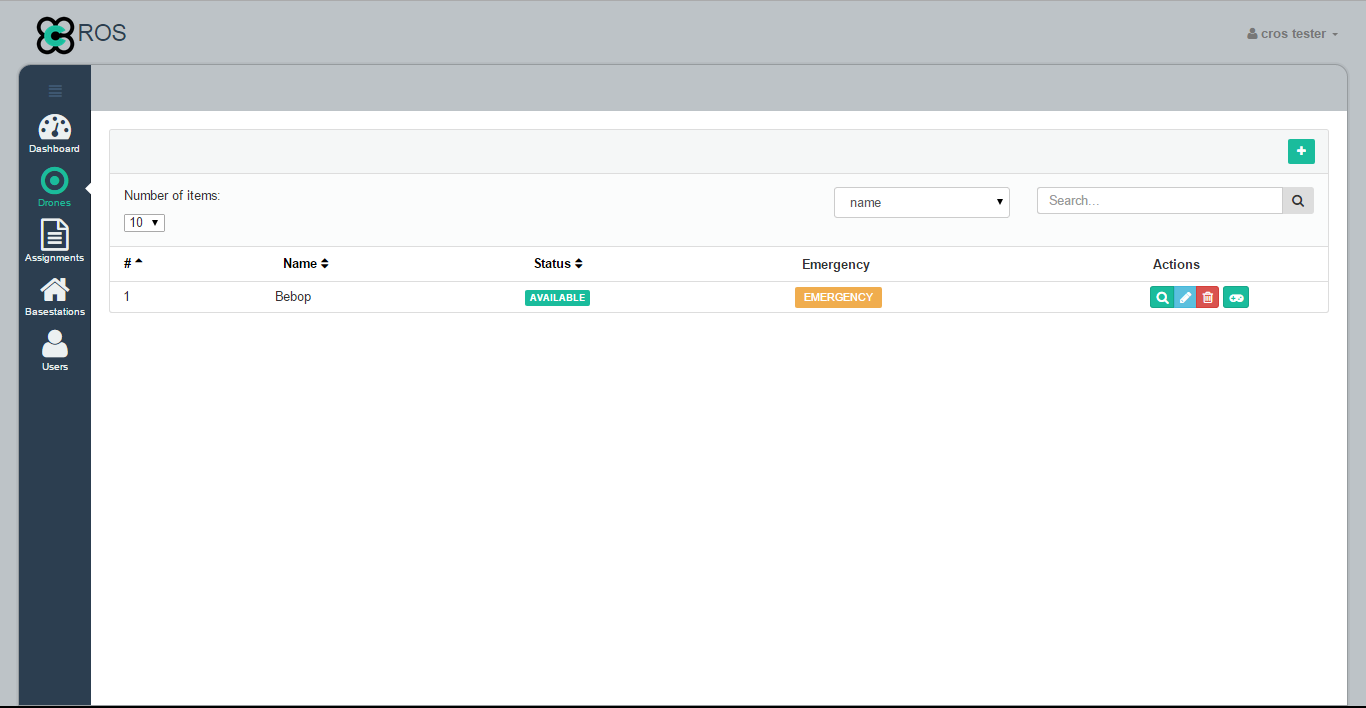 CROS
cros tester
Dashboard
Drones
Assignments
Basestations
Users
+
Number of items:
10
name
Search...
# Name Status Emergency Actions
1 Bebop AVAILABLE EMERGENCY